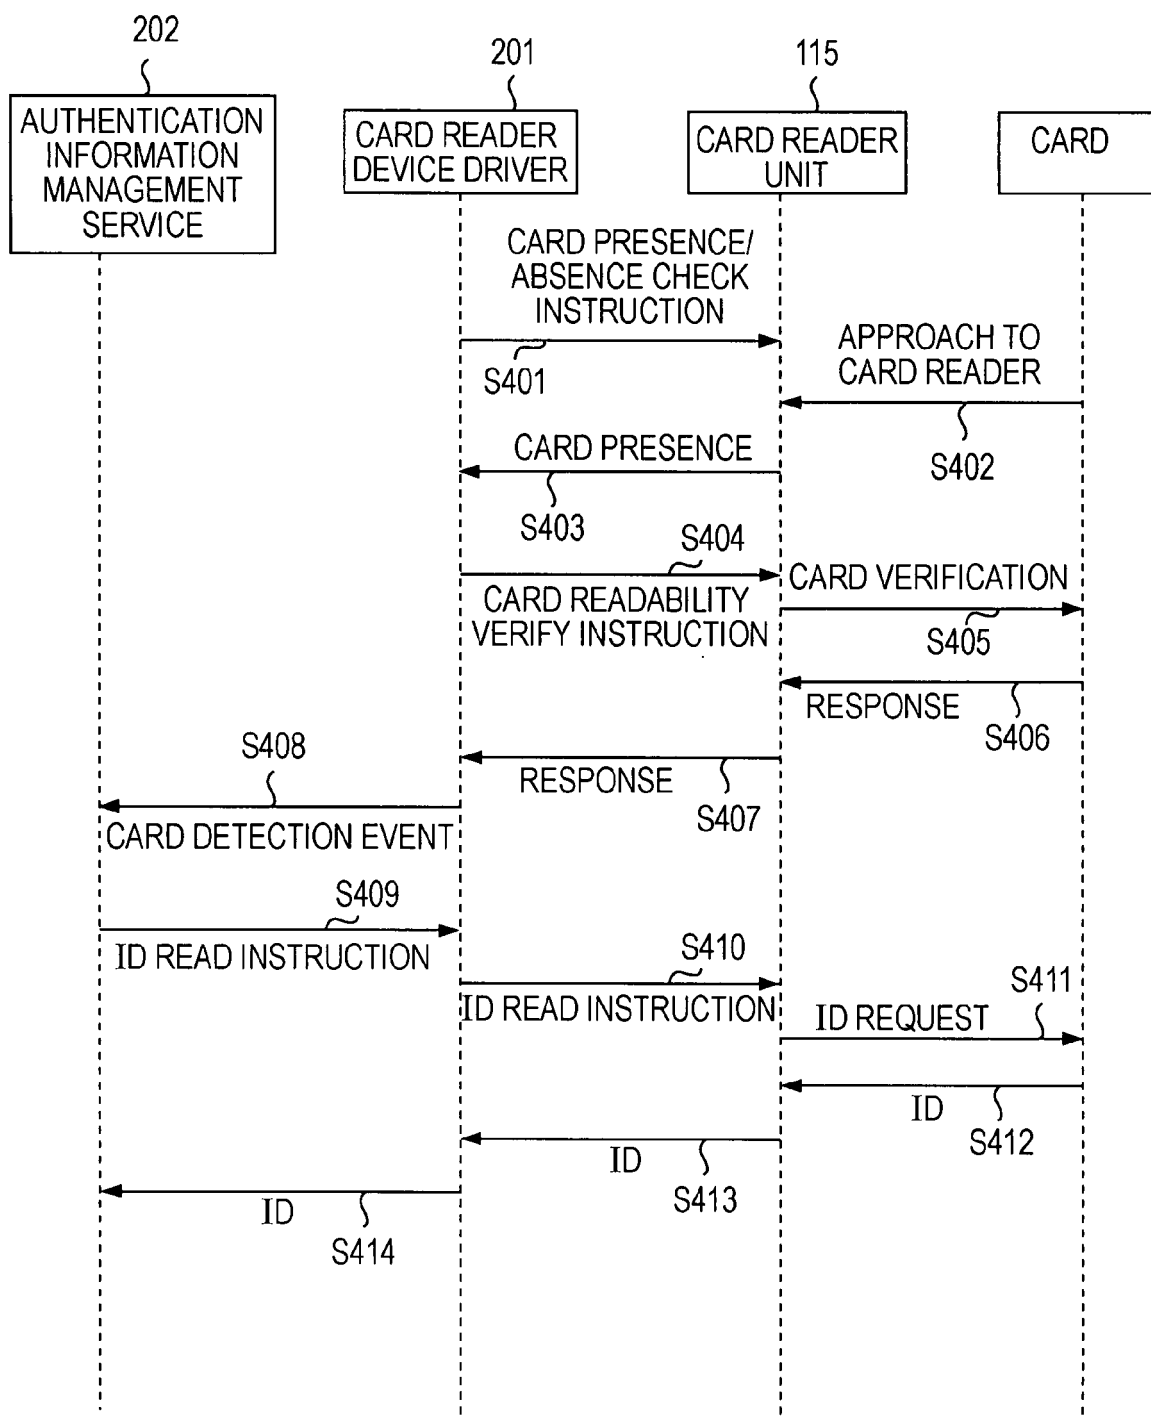 202
201
115
AUTHENTICATION
INFORMATION
MANAGEMENT
SERVICE
CARD READER
DEVICE DRIVER
CARD READER
UNIT
CARD
CARD PRESENCE/
ABSENCE CHECK
INSTRUCTION
S401
APPROACH TO
CARD READER
S402
CARD PRESENCE
S403
S404
CARD READABILITY
VERIFY INSTRUCTION
CARD VERIFICATION
S405
RESPONSE
S406
RESPONSE
S407
S408
CARD DETECTION EVENT
S409
ID READ INSTRUCTION
S410
ID READ INSTRUCTION
S411
ID REQUEST
ID
S412
ID
S413
ID
S414